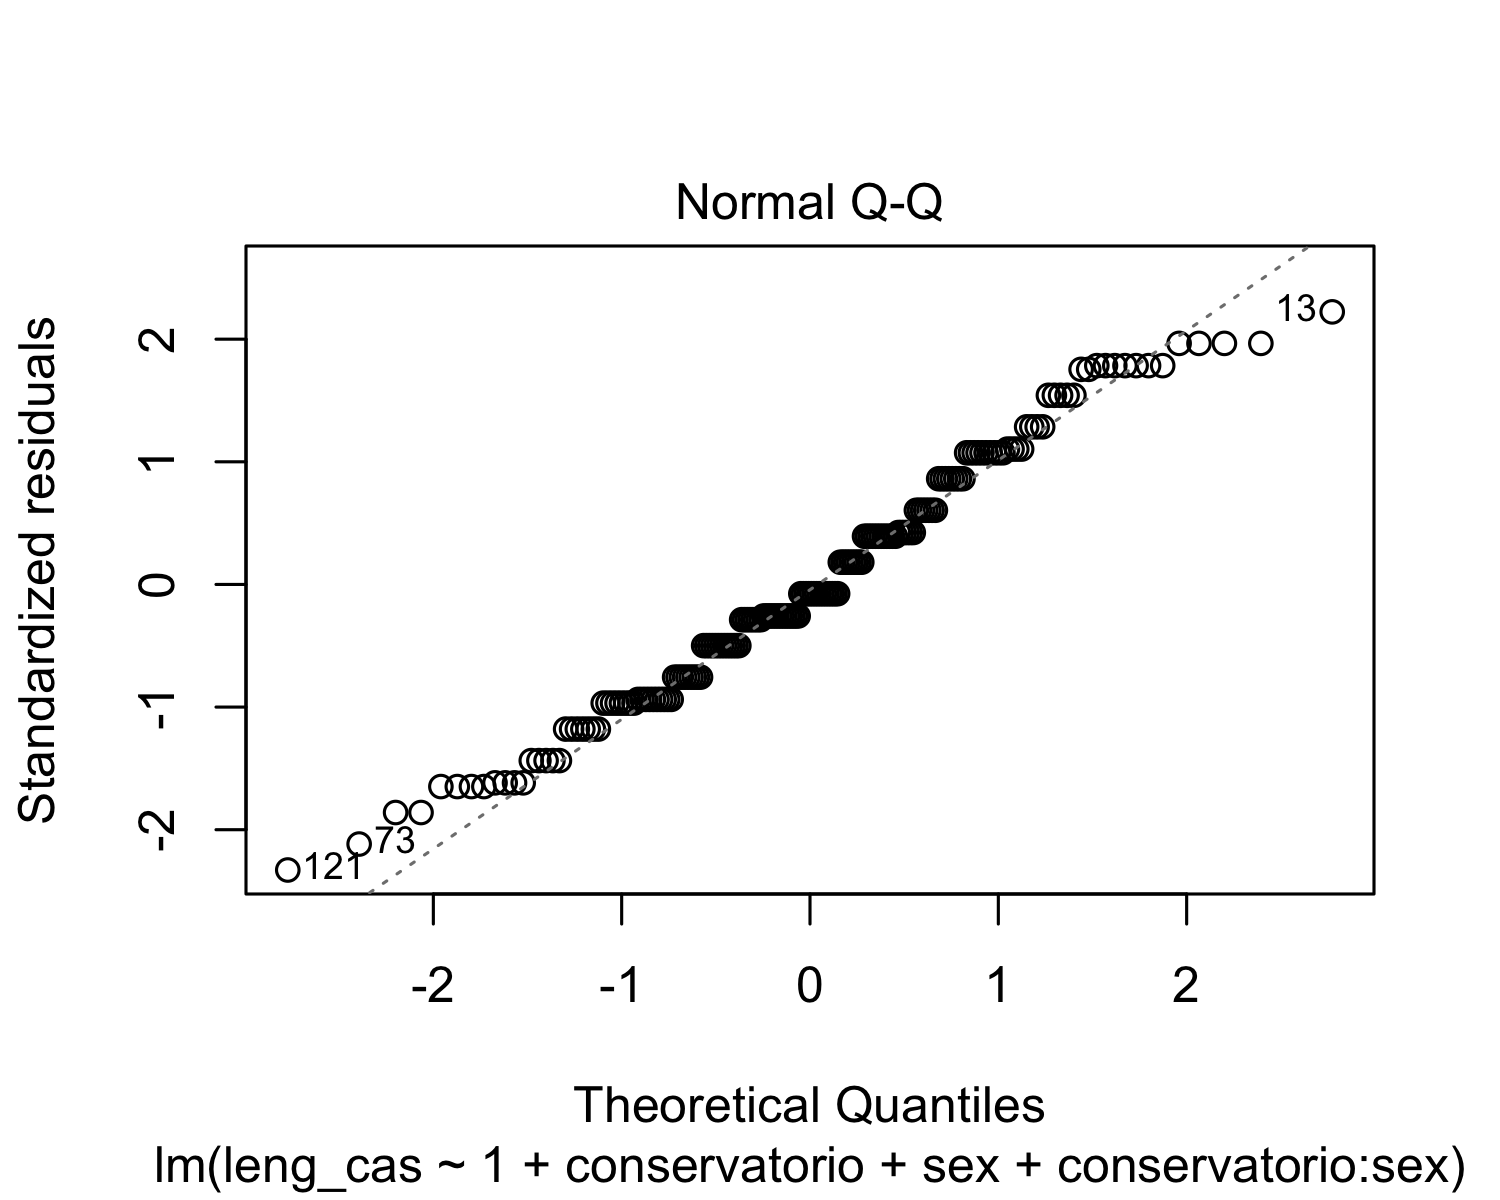 Normal Q-Q
Standardized residuals
2
1
0
-1
-2
13
73
121
-2 -1 0 1 2
Theoretical Quantiles
lm(leng_cas ~ 1 + conservatorio + sex + conservatorio:sex)